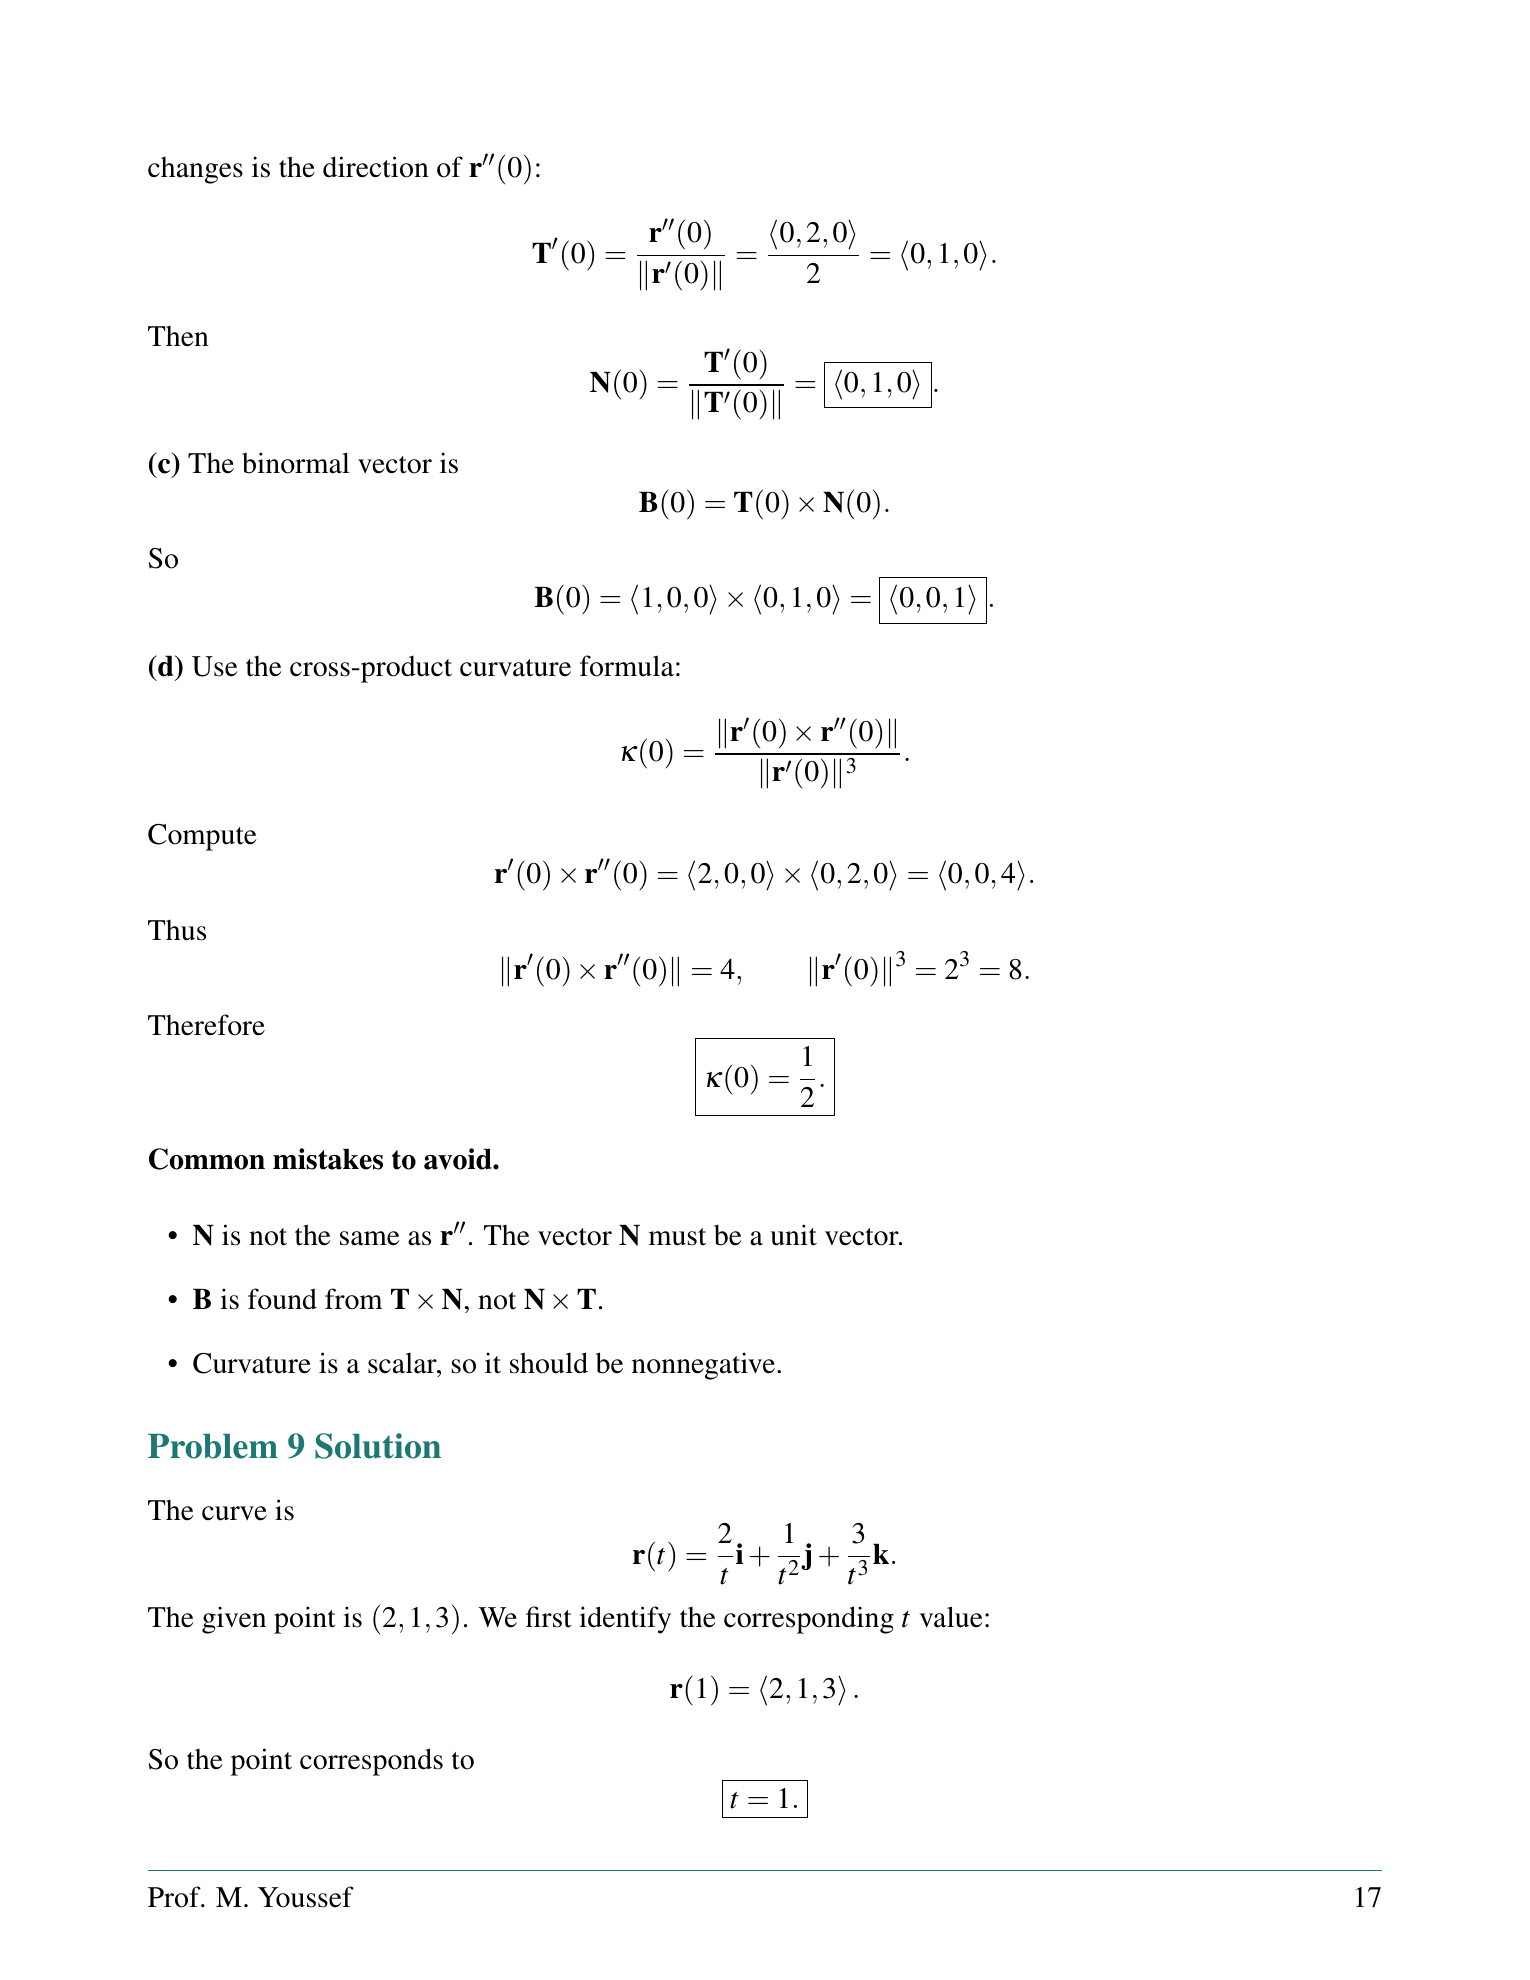 changes is the direction of r″(0):
T′(0) = r″(0) / ‖r′(0)‖ = ⟨0, 2, 0⟩ / 2 = ⟨0, 1, 0⟩.
Then
N(0) = T′(0) / ‖T′(0)‖ = ⟨0, 1, 0⟩.
(c) The binormal vector is
B(0) = T(0) × N(0).
So
B(0) = ⟨1, 0, 0⟩ × ⟨0, 1, 0⟩ = ⟨0, 0, 1⟩.
(d) Use the cross-product curvature formula:
κ(0) = ‖r′(0) × r″(0)‖ / ‖r′(0)‖³.
Compute
r′(0) × r″(0) = ⟨2, 0, 0⟩ × ⟨0, 2, 0⟩ = ⟨0, 0, 4⟩.
Thus
‖r′(0) × r″(0)‖ = 4, ‖r′(0)‖³ = 2³ = 8.
Therefore
κ(0) = 1/2.
Common mistakes to avoid.
• N is not the same as r″. The vector N must be a unit vector.
• B is found from T × N, not N × T.
• Curvature is a scalar, so it should be nonnegative.
Problem 9 Solution
The curve is
r(t) = 2/t i + 1/t² j + 3/t³ k.
The given point is (2, 1, 3). We first identify the corresponding t value:
r(1) = ⟨2, 1, 3⟩.
So the point corresponds to
t = 1.
Prof. M. Youssef 17